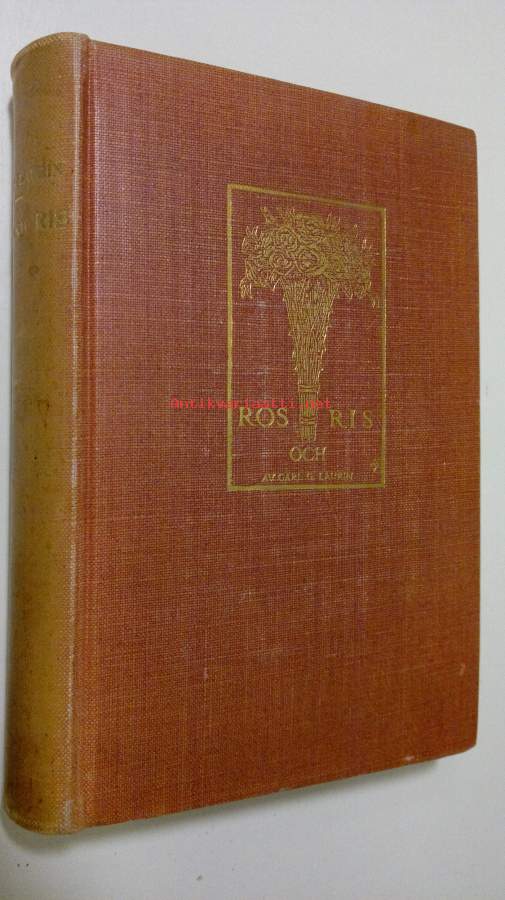 LAURIN
RIS
Antikvariaatti.net
ROS RIS
OCH
AV CARL G. LAURIN